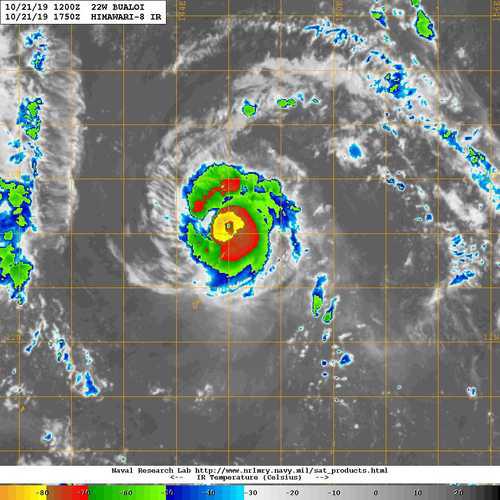 10/21/19 1200Z 22W BUALOI
10/21/19 1750Z HIMAWARI-8 IR
Naval Research Lab http://www.nrlmry.navy.mil/sat_products.html
<-- IR Temperature (Celsius) -->
-80 -70 -60 -50 -40 -30 -20 -10 0 10 20